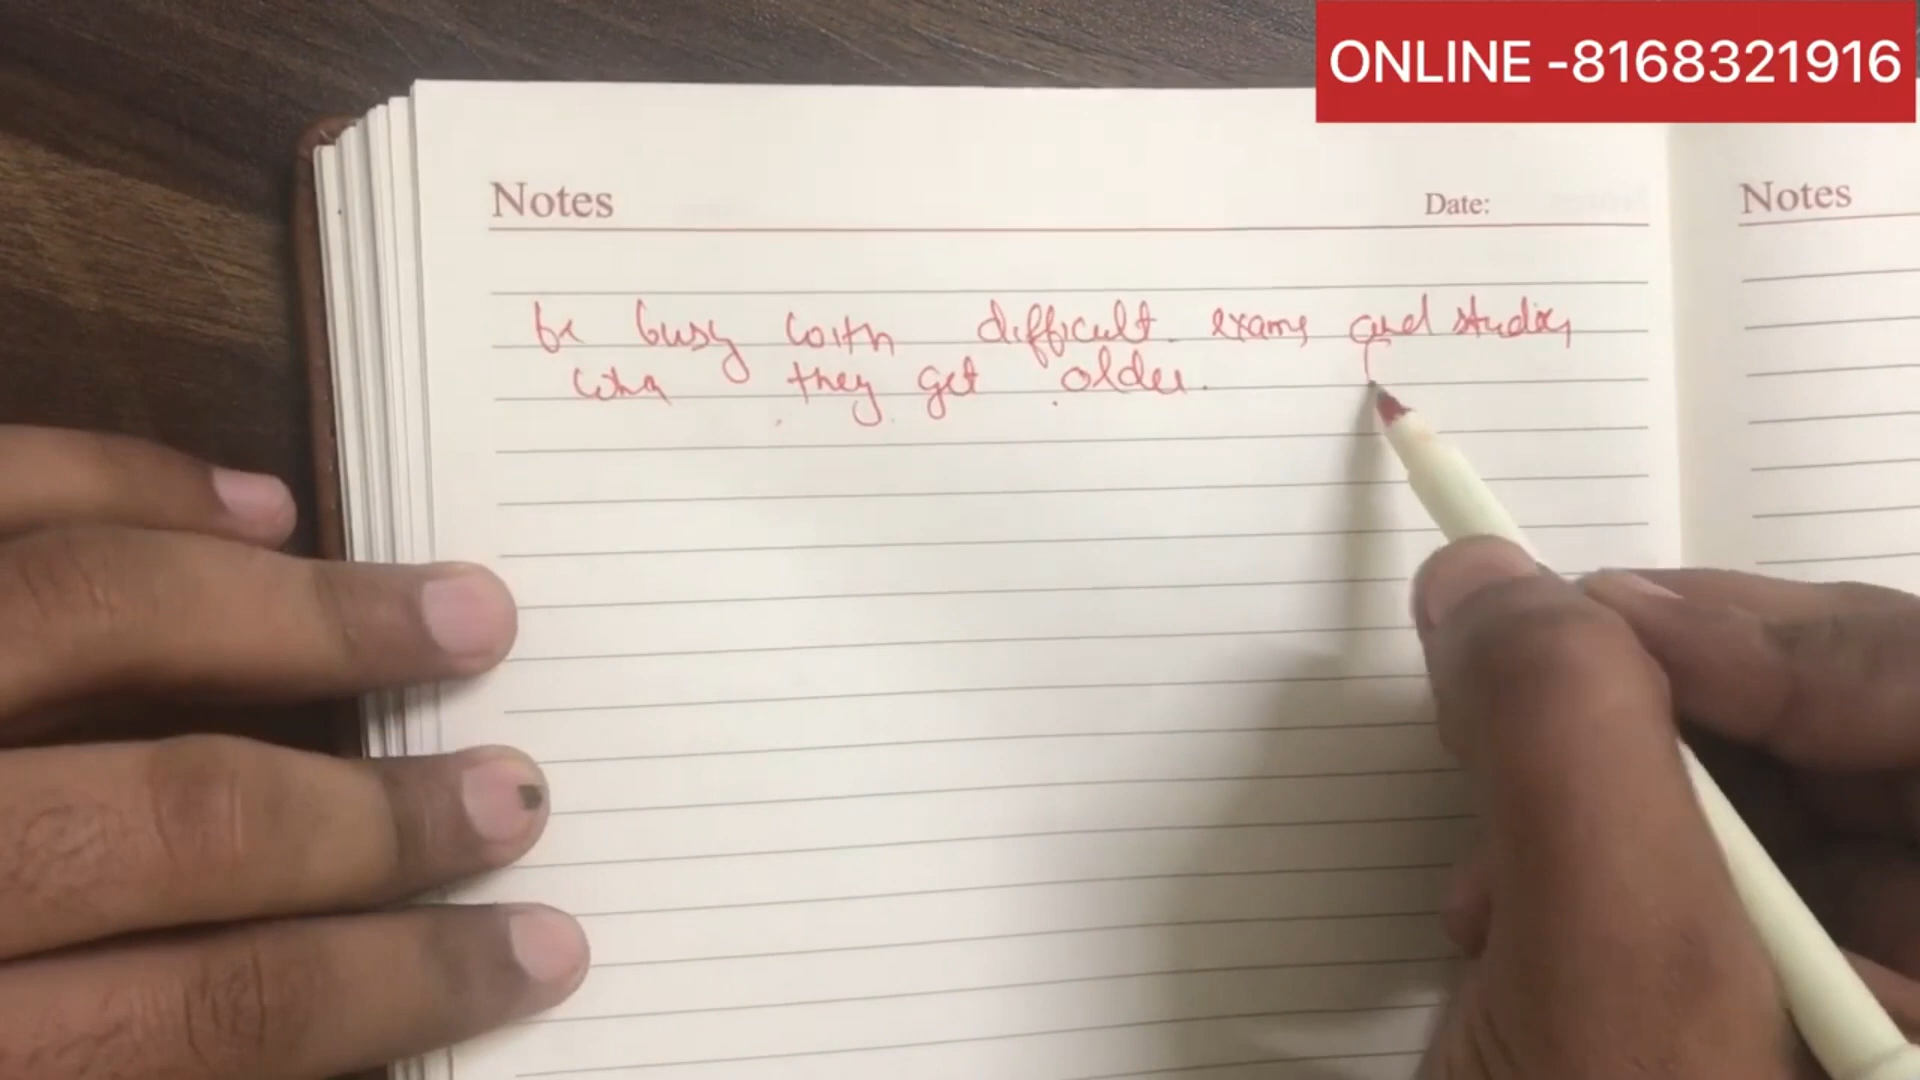 ONLINE -8168321916
Notes
Date:
Notes
be busy with difficult exams and studies
when they get older.